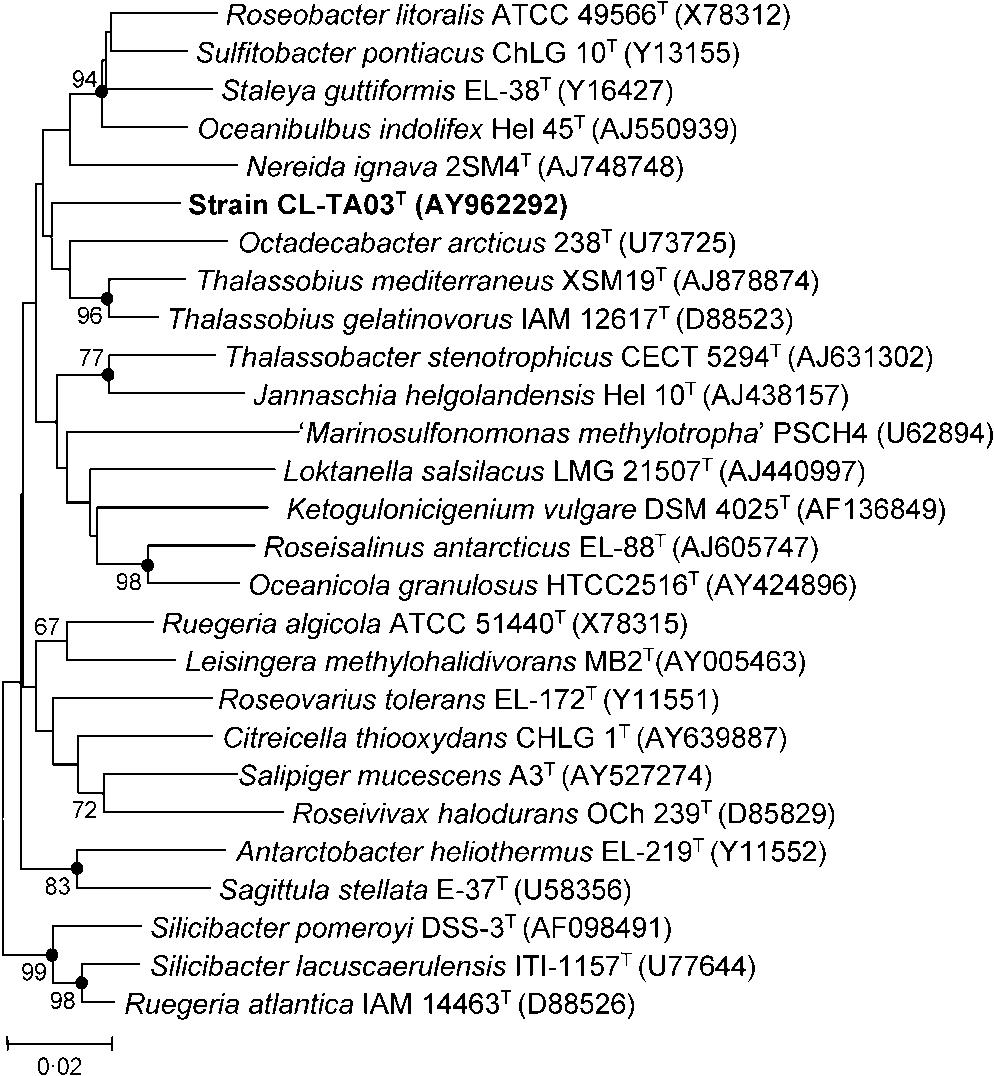 Roseobacter litoralis ATCC 49566T (X78312)
Sulfitobacter pontiacus ChLG 10T (Y13155)
94
Staleya guttiformis EL-38T (Y16427)
Oceanibulbus indolifex Hel 45T (AJ550939)
Nereida ignava 2SM4T (AJ748748)
Strain CL-TA03T (AY962292)
Octadecabacter arcticus 238T (U73725)
Thalassobius mediterraneus XSM19T (AJ878874)
96
Thalassobius gelatinovorus IAM 12617T (D88523)
77
Thalassobacter stenotrophicus CECT 5294T (AJ631302)
Jannaschia helgolandensis Hel 10T (AJ438157)
‘Marinosulfonomonas methylotropha’ PSCH4 (U62894)
Loktanella salsilacus LMG 21507T (AJ440997)
Ketogulonicigenium vulgare DSM 4025T (AF136849)
Roseisalinus antarcticus EL-88T (AJ605747)
98
Oceanicola granulosus HTCC2516T (AY424896)
67
Ruegeria algicola ATCC 51440T (X78315)
Leisingera methylohalidivorans MB2T(AY005463)
Roseovarius tolerans EL-172T (Y11551)
Citreicella thiooxydans CHLG 1T (AY639887)
Salipiger mucescens A3T (AY527274)
72
Roseivivax halodurans OCh 239T (D85829)
Antarctobacter heliothermus EL-219T (Y11552)
83
Sagittula stellata E-37T (U58356)
Silicibacter pomeroyi DSS-3T (AF098491)
99
Silicibacter lacuscaerulensis ITI-1157T (U77644)
98
Ruegeria atlantica IAM 14463T (D88526)
0·02